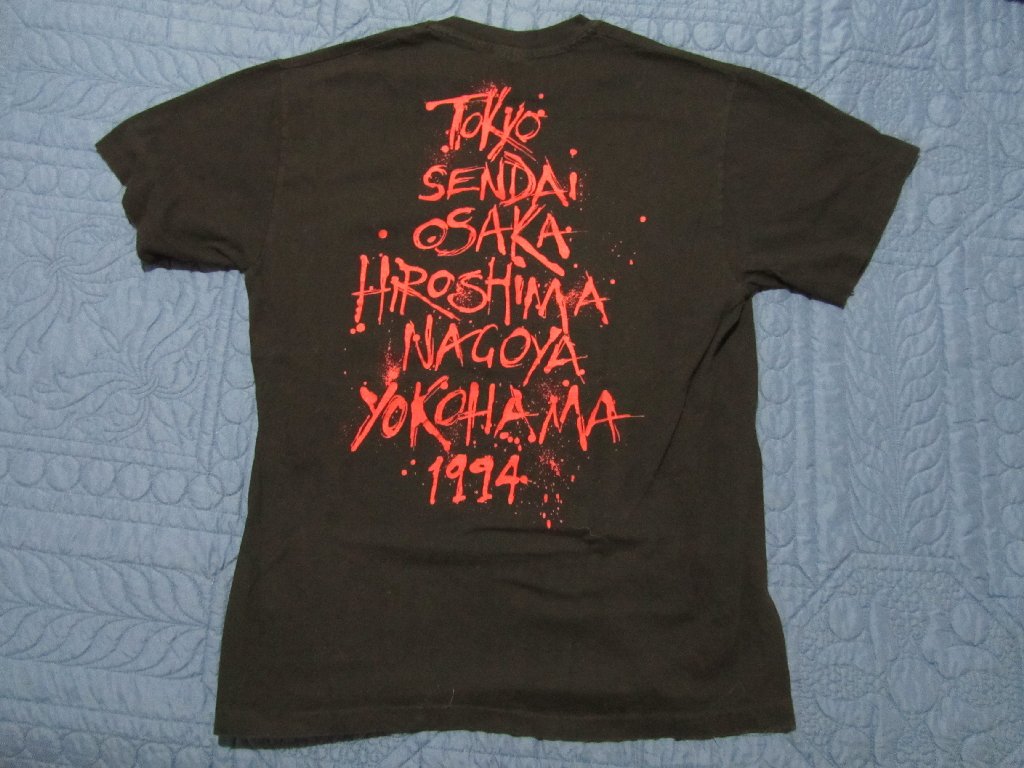 TOKYO
SENDAI
OSAKA
HIROSHIMA
NAGOYA
YOKOHAMA
1994